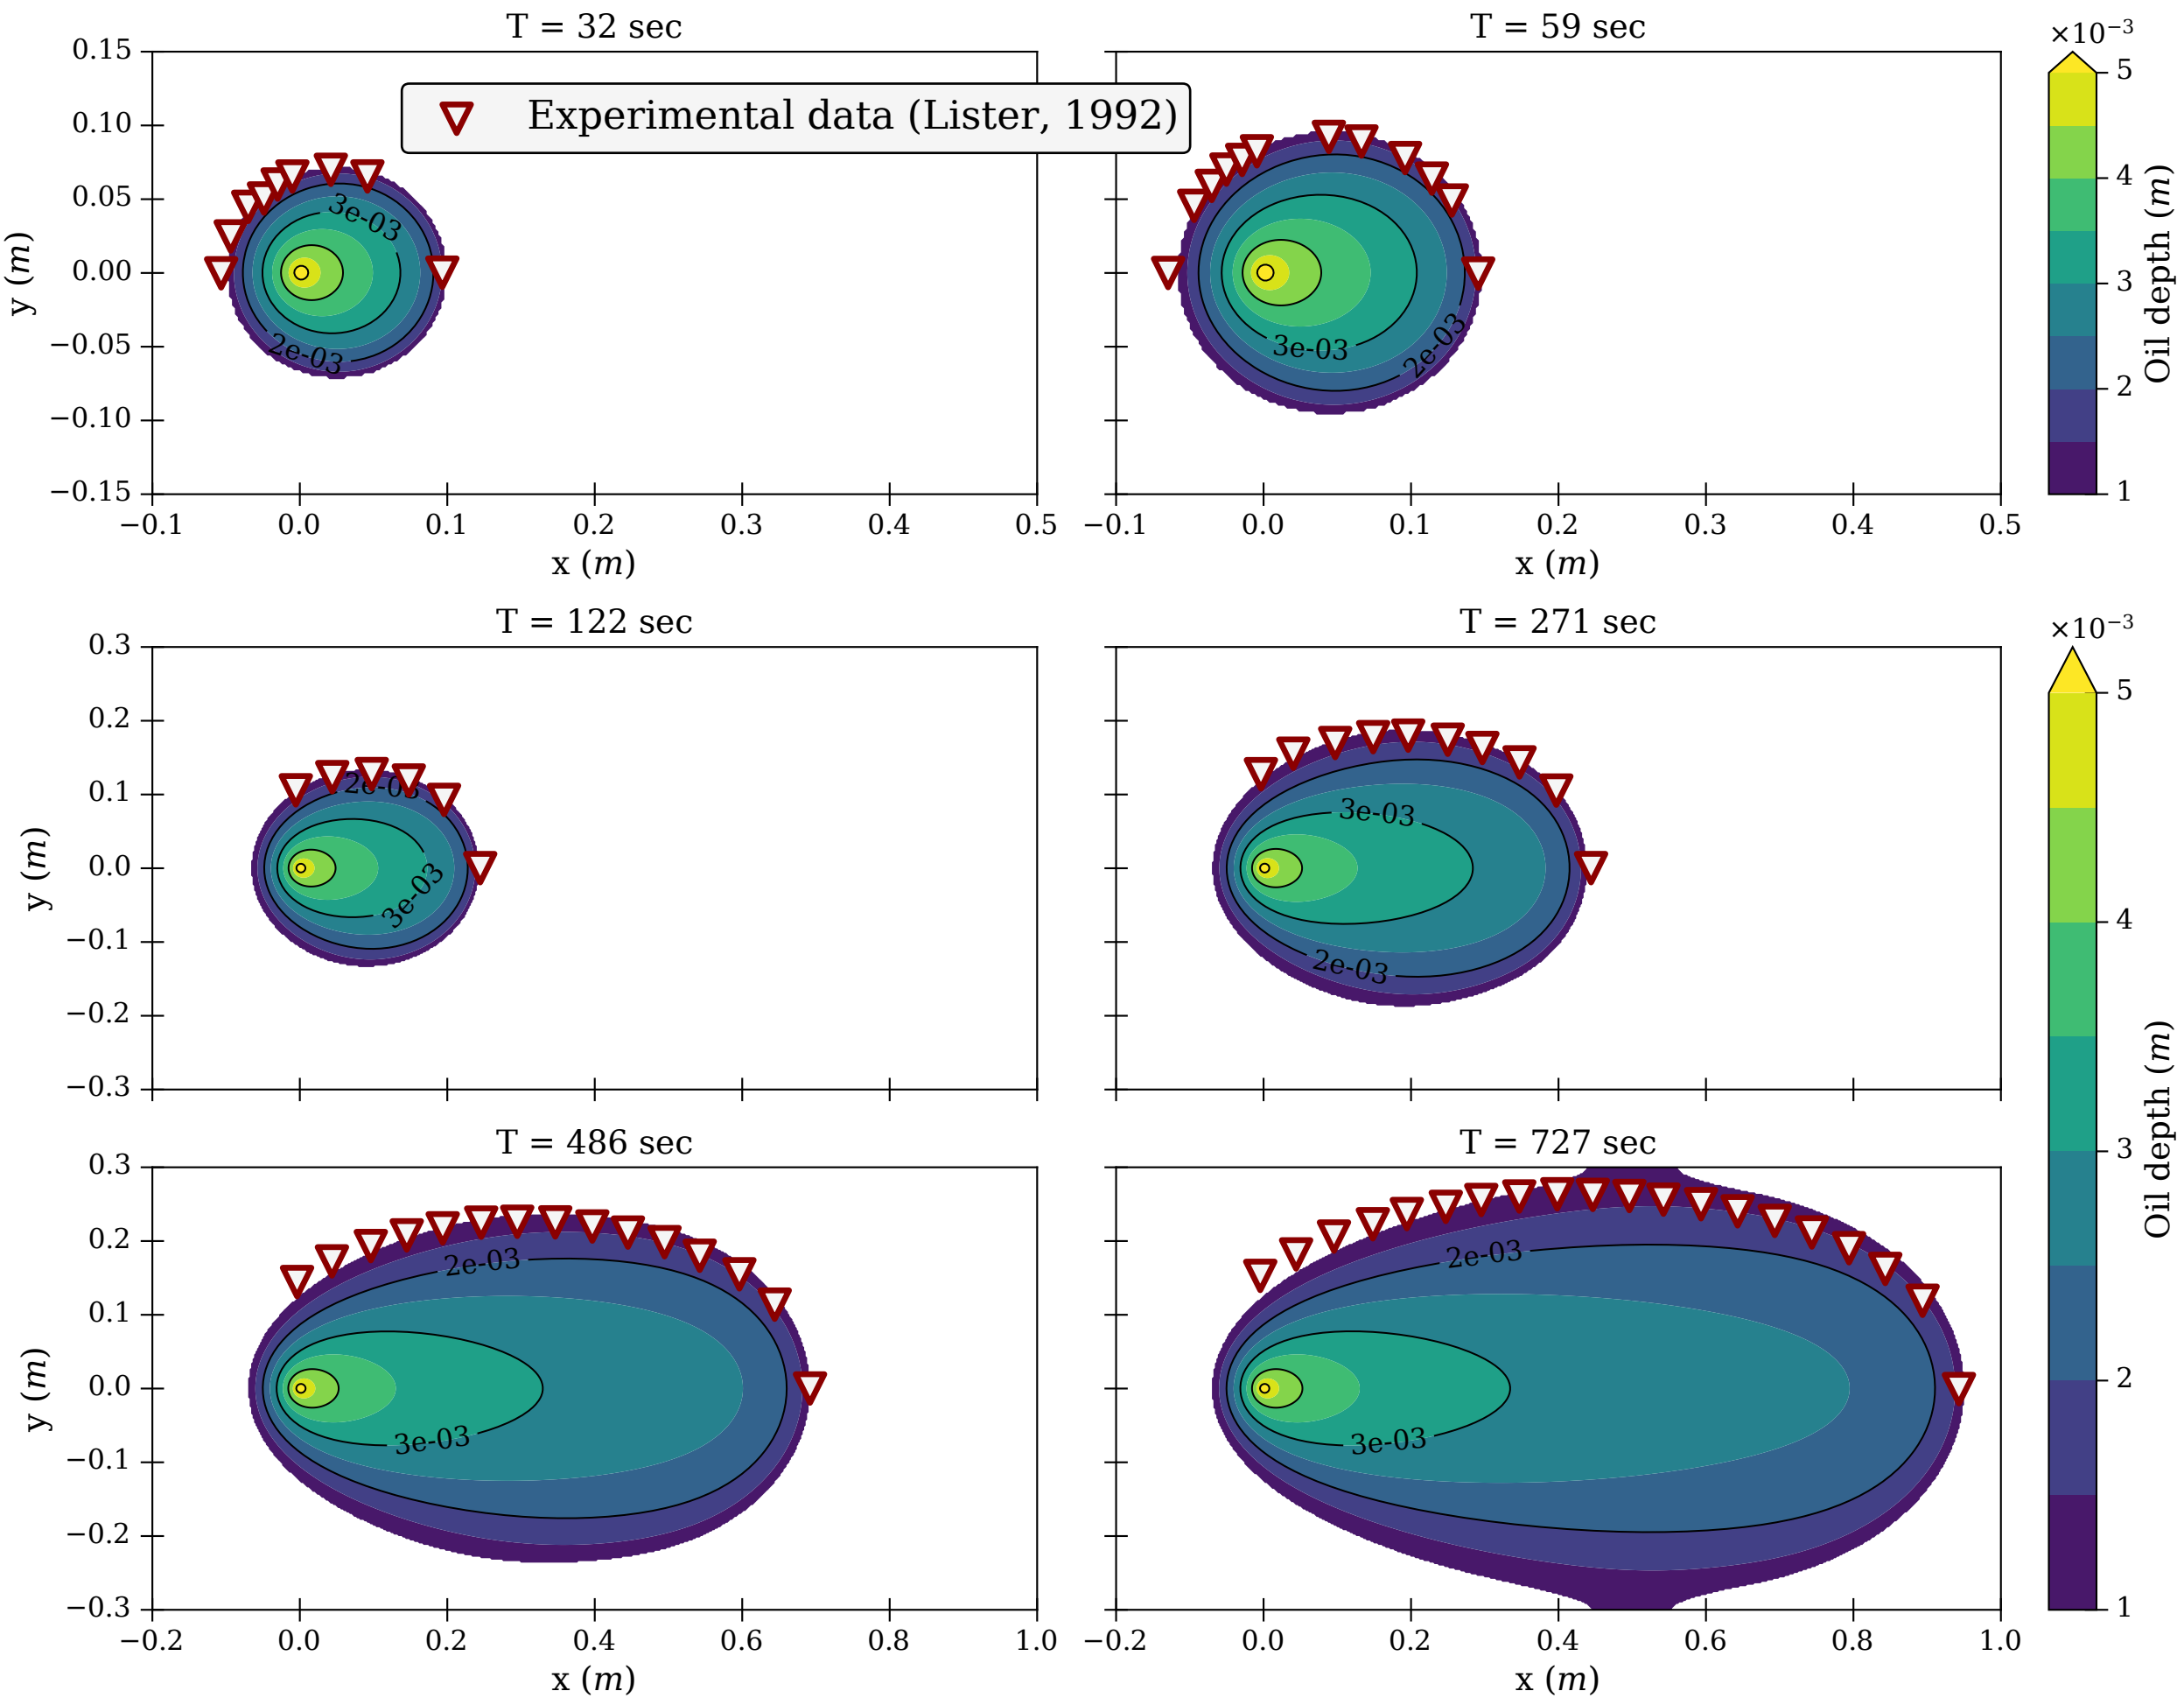 T = 32 sec
T = 59 sec
×10⁻³
0.15
0.10
0.05
0.00
−0.05
−0.10
−0.15
y (m)
Experimental data (Lister, 1992)
3e-03
2e-03
3e-03
2e-03
5
4
3
2
1
Oil depth (m)
−0.1
0.0
0.1
0.2
0.3
0.4
0.5
−0.1
0.0
0.1
0.2
0.3
0.4
0.5
x (m)
x (m)
T = 122 sec
T = 271 sec
×10⁻³
0.3
0.2
0.1
0.0
−0.1
−0.2
−0.3
y (m)
2e-03
3e-03
3e-03
2e-03
5
4
3
2
1
Oil depth (m)
T = 486 sec
T = 727 sec
0.3
0.2
0.1
0.0
−0.1
−0.2
−0.3
y (m)
2e-03
3e-03
2e-03
3e-03
−0.2
0.0
0.2
0.4
0.6
0.8
1.0
−0.2
0.0
0.2
0.4
0.6
0.8
1.0
x (m)
x (m)